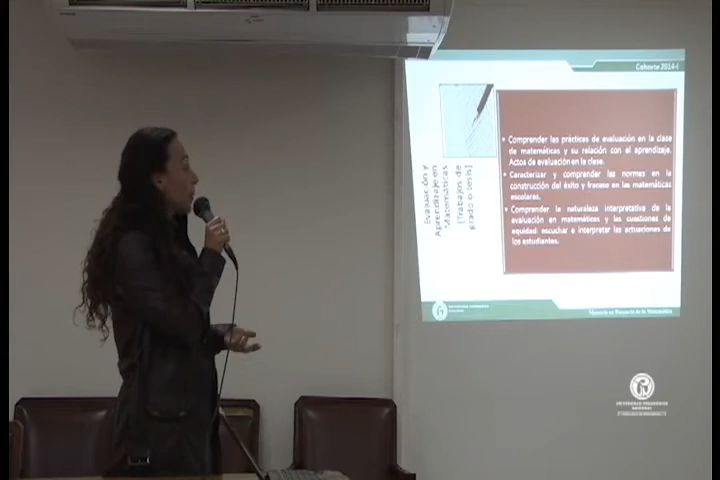 Cohorte 2014-I
Evaluación y
Aprendizaje en
Matemáticas
[Trabajos de
grado o tesis]
• Comprender las prácticas de evaluación en la clase
de matemáticas y su relación con el aprendizaje.
Actos de evaluación en la clase.
• Caracterizar y comprender las normas en la
construcción del éxito y fracaso en las matemáticas
escolares.
• Comprender la naturaleza interpretativa de la
evaluación en matemáticas y las cuestiones de
equidad: escuchar e interpretar las actuaciones de
los estudiantes.
Maestría en Docencia de la Matemática
UNIVERSIDAD PEDAGOGICA
NACIONAL